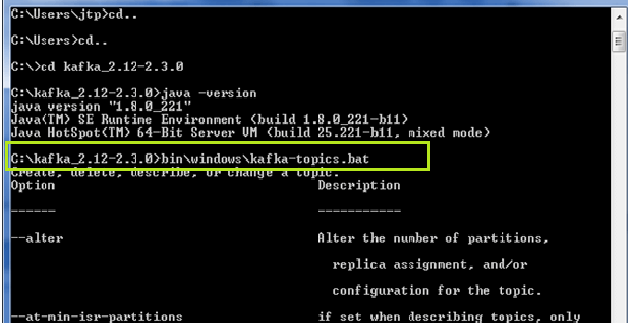 C:\Users\jtp>cd..
C:\Users>cd..
C:\>cd kafka_2.12-2.3.0
C:\kafka_2.12-2.3.0>java -version
java version "1.8.0_221"
Java(TM) SE Runtime Environment (build 1.8.0_221-b11)
Java HotSpot(TM) 64-Bit Server VM (build 25.221-b11, mixed mode)
C:\kafka_2.12-2.3.0>bin\windows\kafka-topics.bat
Create, delete, describe, or change a topic.
Option Description
------ -----------
--alter Alter the number of partitions,
replica assignment, and/or
configuration for the topic.
--at-min-isr-partitions if set when describing topics, only